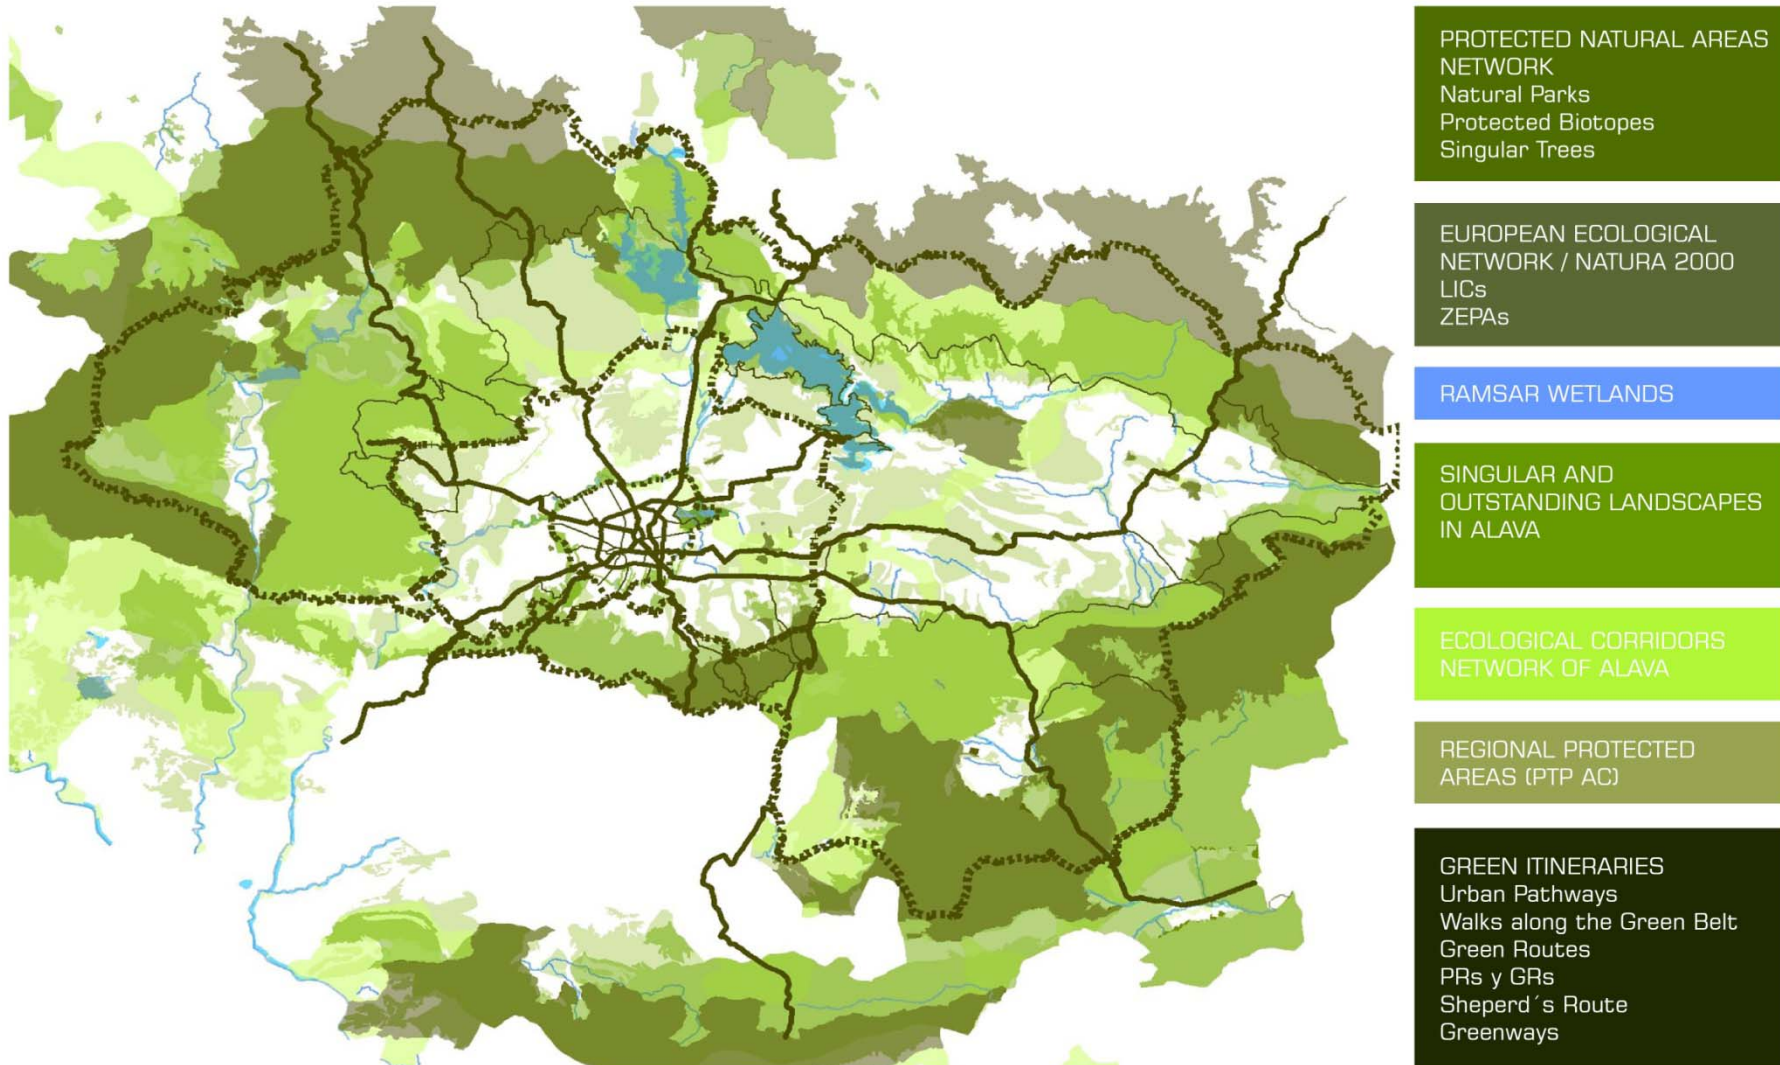 PROTECTED NATURAL AREAS
NETWORK
Natural Parks
Protected Biotopes
Singular Trees
EUROPEAN ECOLOGICAL
NETWORK / NATURA 2000
LICs
ZEPAs
RAMSAR WETLANDS
SINGULAR AND
OUTSTANDING LANDSCAPES
IN ALAVA
ECOLOGICAL CORRIDORS
NETWORK OF ALAVA
REGIONAL PROTECTED
AREAS (PTP AC)
GREEN ITINERARIES
Urban Pathways
Walks along the Green Belt
Green Routes
PRs y GRs
Sheperd´s Route
Greenways